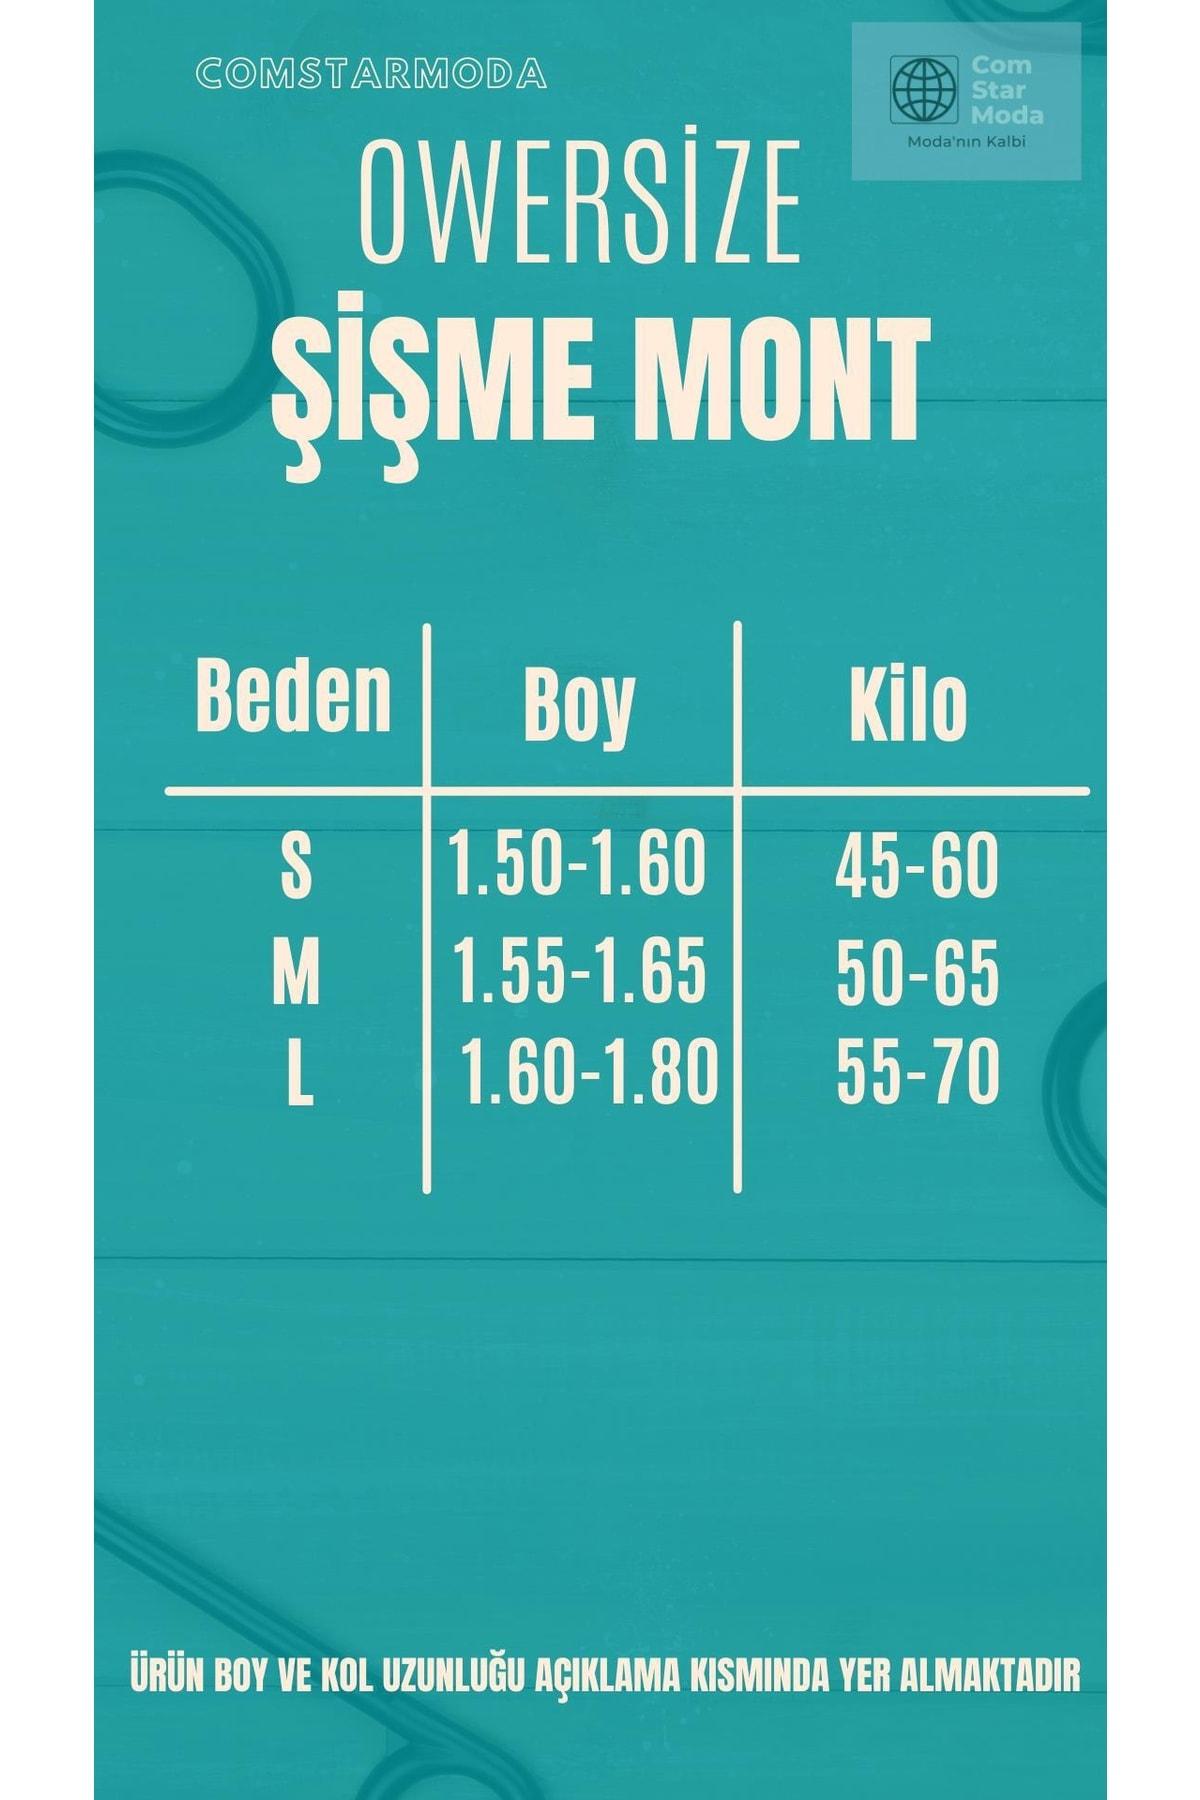 COMSTARMODA
Com
Star
Moda
Moda'nın Kalbi
OWERSİZE
ŞİŞME MONT
Beden Boy Kilo
S 1.50-1.60 45-60
M 1.55-1.65 50-65
L 1.60-1.80 55-70
ÜRÜN BOY VE KOL UZUNLUĞU AÇIKLAMA KISMINDA YER ALMAKTADIR